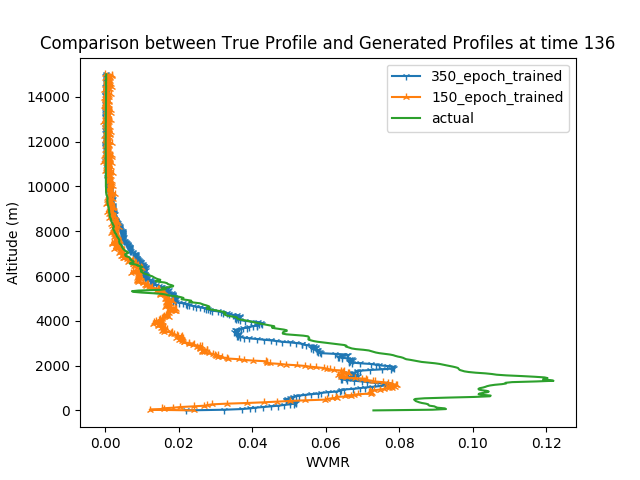 Comparison between True Profile and Generated Profiles at time 136
350_epoch_trained
150_epoch_trained
actual
14000
12000
10000
8000
6000
4000
2000
0
Altitude (m)
0.00 0.02 0.04 0.06 0.08 0.10 0.12
WVMR